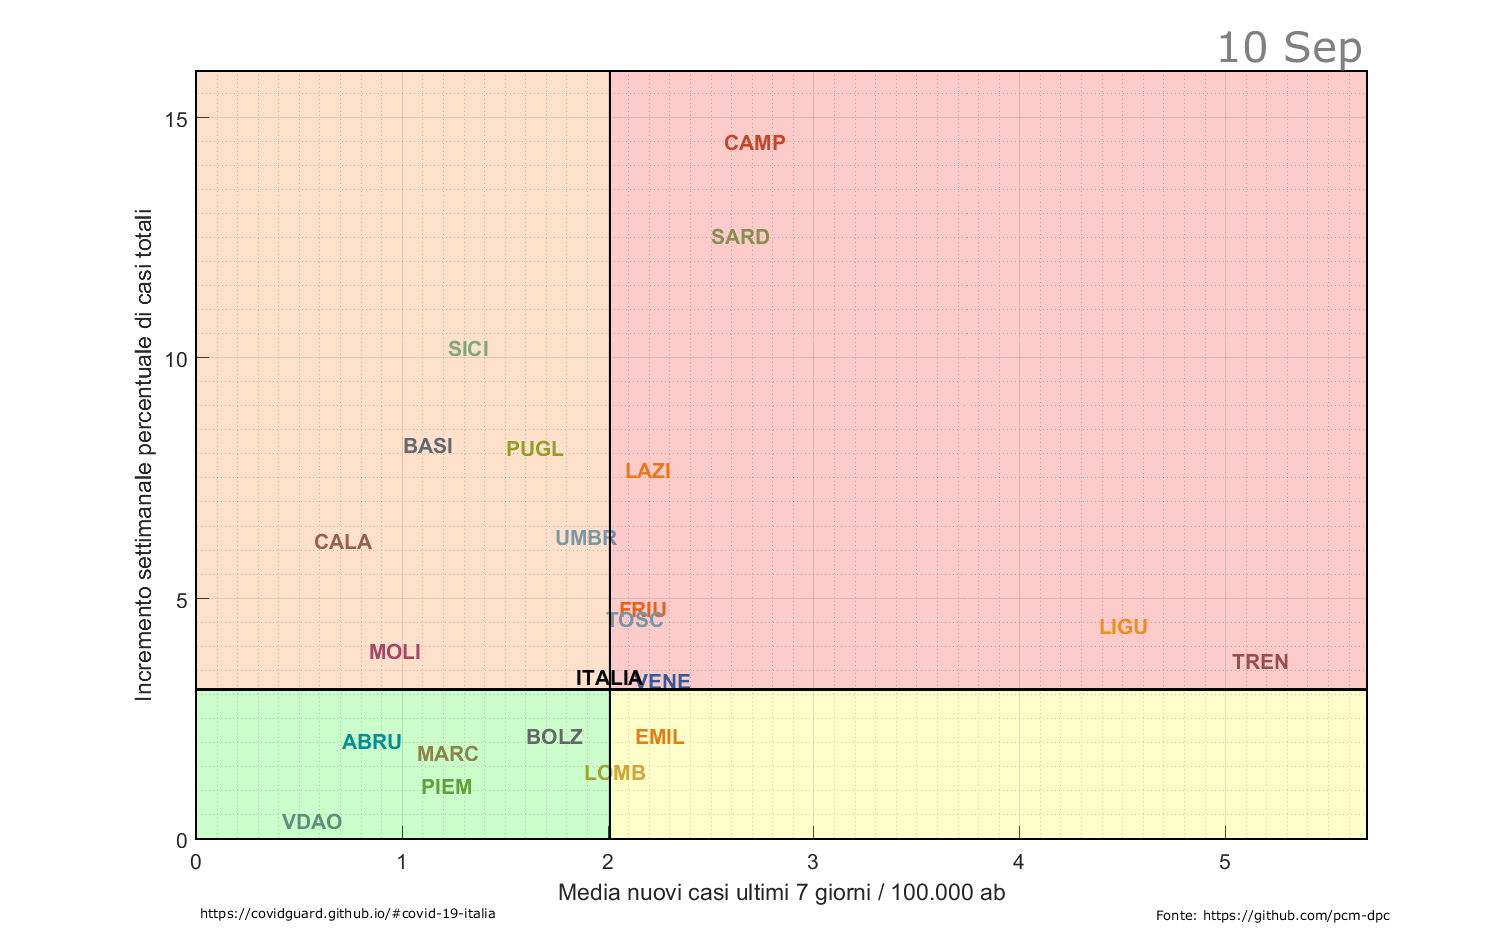 10 Sep
15
CAMP
SARD
SICI
10
BASI
PUGL
LAZI
CALA
UMBR
5
FRIU
TOSC
LIGU
MOLI
TREN
ITALIA
VENE
ABRU
MARC
BOLZ
EMIL
LOMB
PIEM
VDAO
0
0 1 2 3 4 5
Incremento settimanale percentuale di casi totali
Media nuovi casi ultimi 7 giorni / 100.000 ab
https://covidguard.github.io/#covid-19-italia
Fonte: https://github.com/pcm-dpc